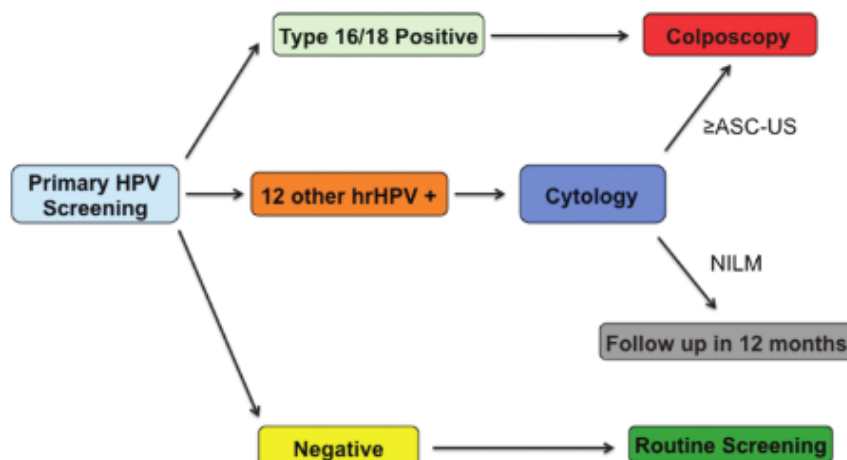 Type 16/18 Positive
Colposcopy
≥ASC-US
Primary HPV
Screening
12 other hrHPV +
Cytology
NILM
Follow up in 12 months
Negative
Routine Screening